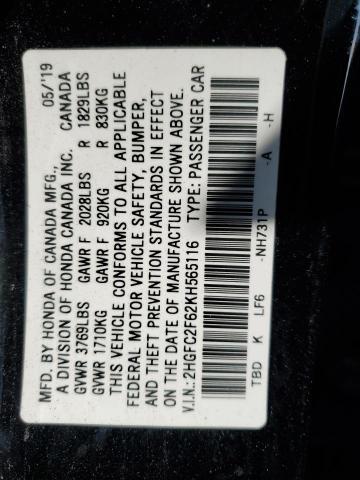 MFD. BY HONDA OF CANADA MFG., 05/'19
A DIVISION OF HONDA CANADA INC. CANADA
GVWR 3769LBS GAWR F 2028LBS R 1829LBS
GVWR 1710KG GAWR F 920KG R 830KG
THIS VEHICLE CONFORMS TO ALL APPLICABLE
FEDERAL MOTOR VEHICLE SAFETY, BUMPER,
AND THEFT PREVENTION STANDARDS IN EFFECT
ON THE DATE OF MANUFACTURE SHOWN ABOVE.
V.I.N.: 2HGFC2F62KH565116 TYPE: PASSENGER CAR
TBD K LF6 -NH731P -A -H